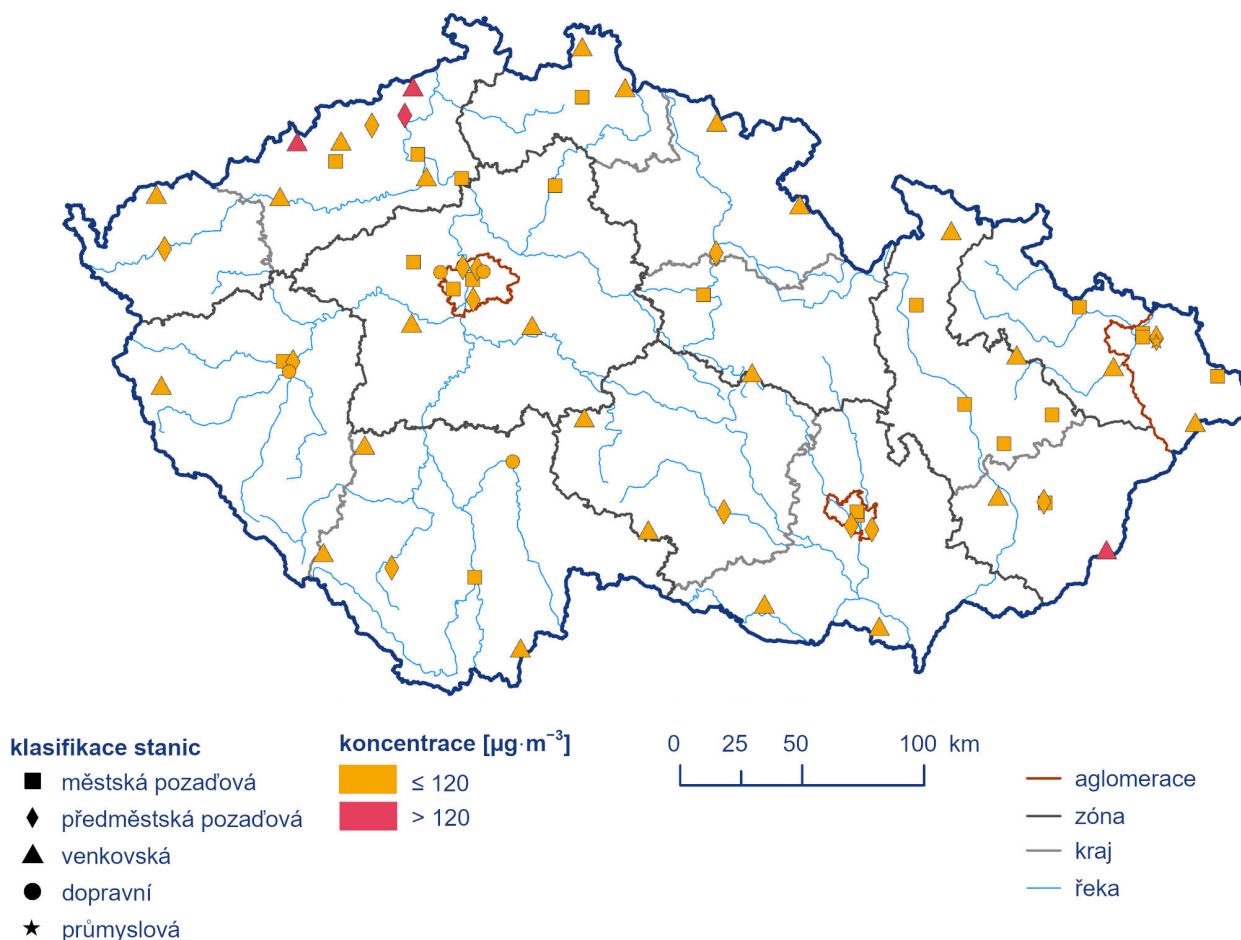 klasifikace stanic
městská pozaďová
předměstská pozaďová
venkovská
dopravní
průmyslová
koncentrace [µg·m⁻³]
≤ 120
> 120
0 25 50 100 km
aglomerace
zóna
kraj
řeka